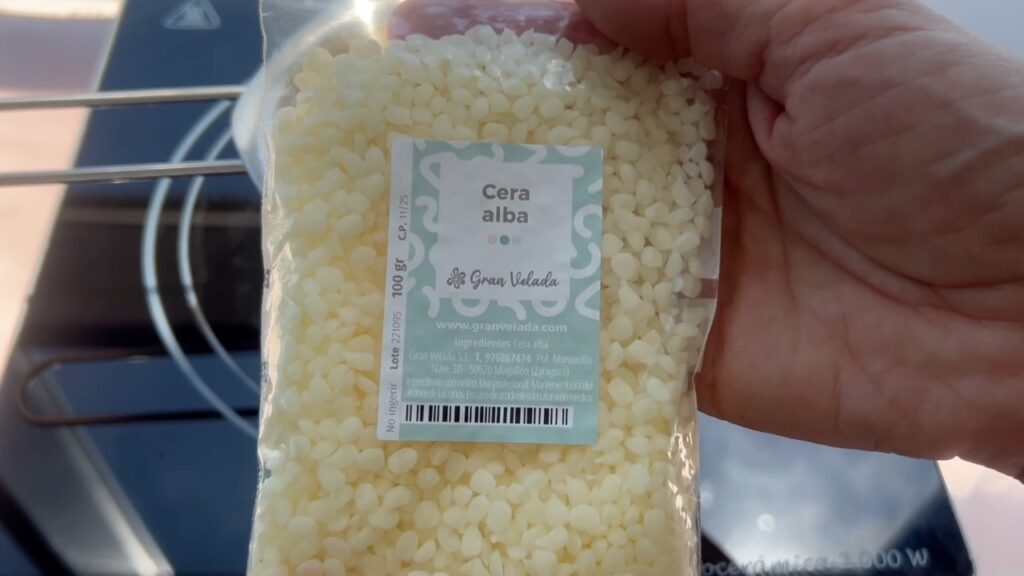 Cera
alba
Gran Velada
www.granvelada.com
Ingredientes Cera alba
Gran Velada S.L - T. 976867474 Pol. Montecillo
Nave 3D - 50520 Magallón (Zaragoza)
Ingrediente cosmético. Uso profesional. Mantener fuera del
alcance de los niños. En caso de accidente consultar a un médico.
No ingerir Lote 221095 100 gr C.P. 11/25
ocerámica 2.000 W